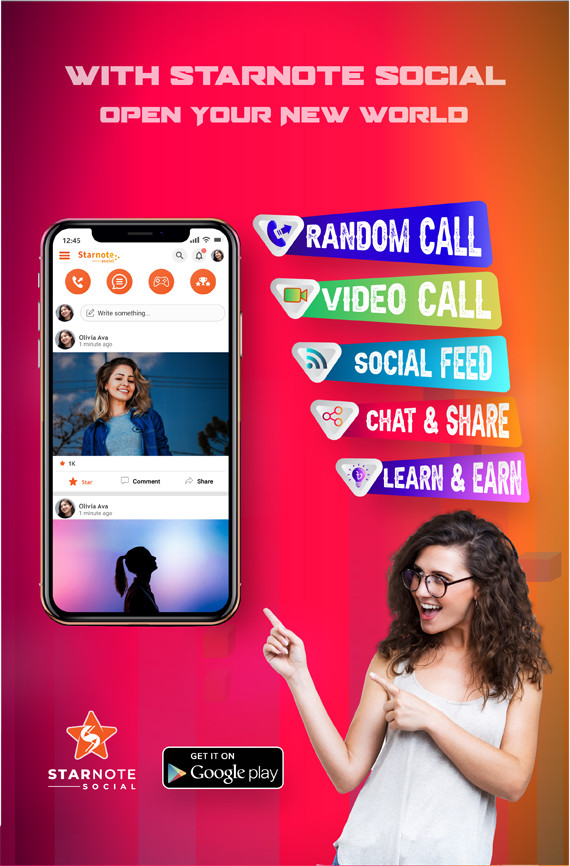 WITH STARNOTE SOCIAL
OPEN YOUR NEW WORLD
12:45
Starnote
social
Write something...
Olivia Ava
1 minute ago
1K
Star
Comment
Share
Olivia Ava
1 minute ago
RANDOM CALL
VIDEO CALL
SOCIAL FEED
CHAT & SHARE
LEARN & EARN
STARNOTE
SOCIAL
GET IT ON
Google play